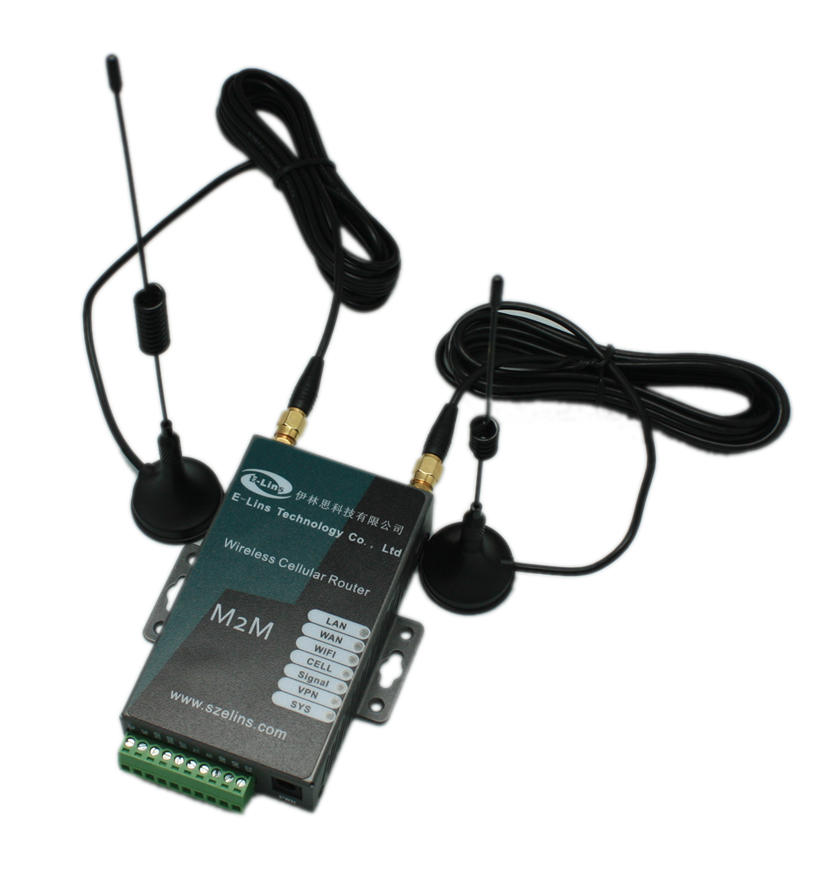 E-Lins
伊林思科技有限公司
E-Lins Technology Co., Ltd
Wireless Cellular Router
M2M
LAN
WAN
WIFI
CELL
Signal
VPN
SYS
www.szelins.com
PWR